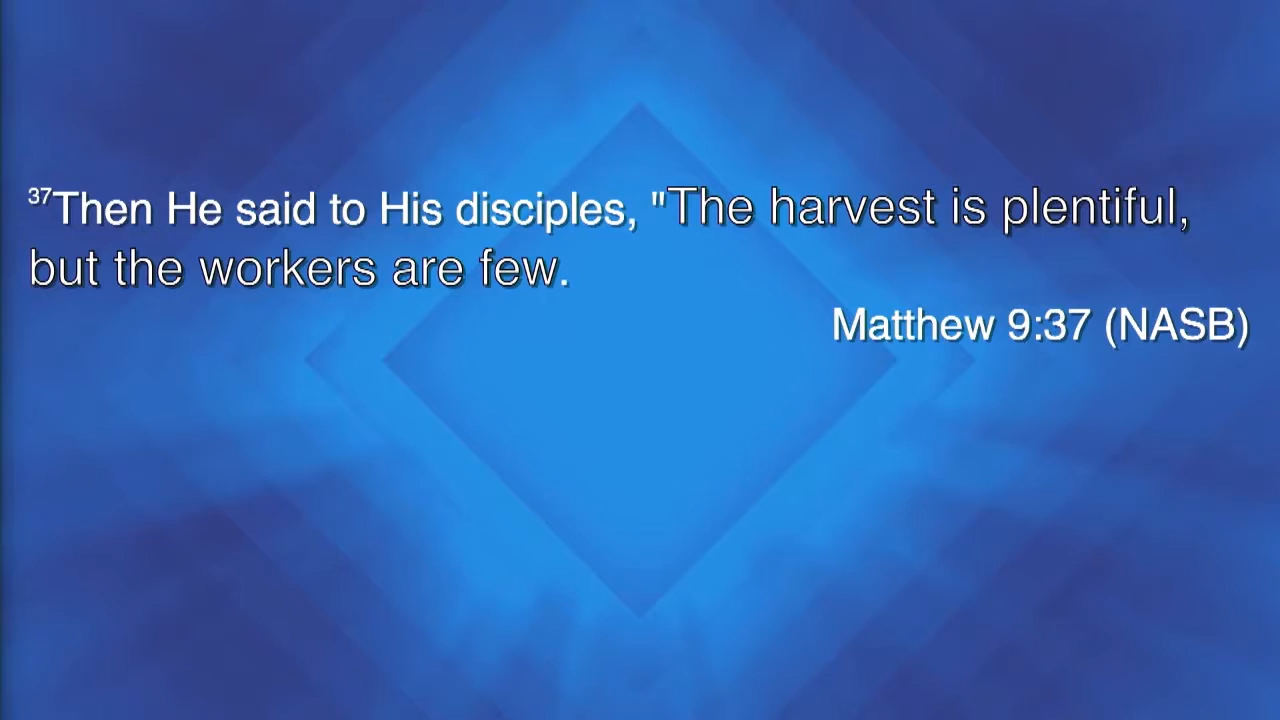 37Then He said to His disciples, "The harvest is plentiful,
but the workers are few.
Matthew 9:37 (NASB)